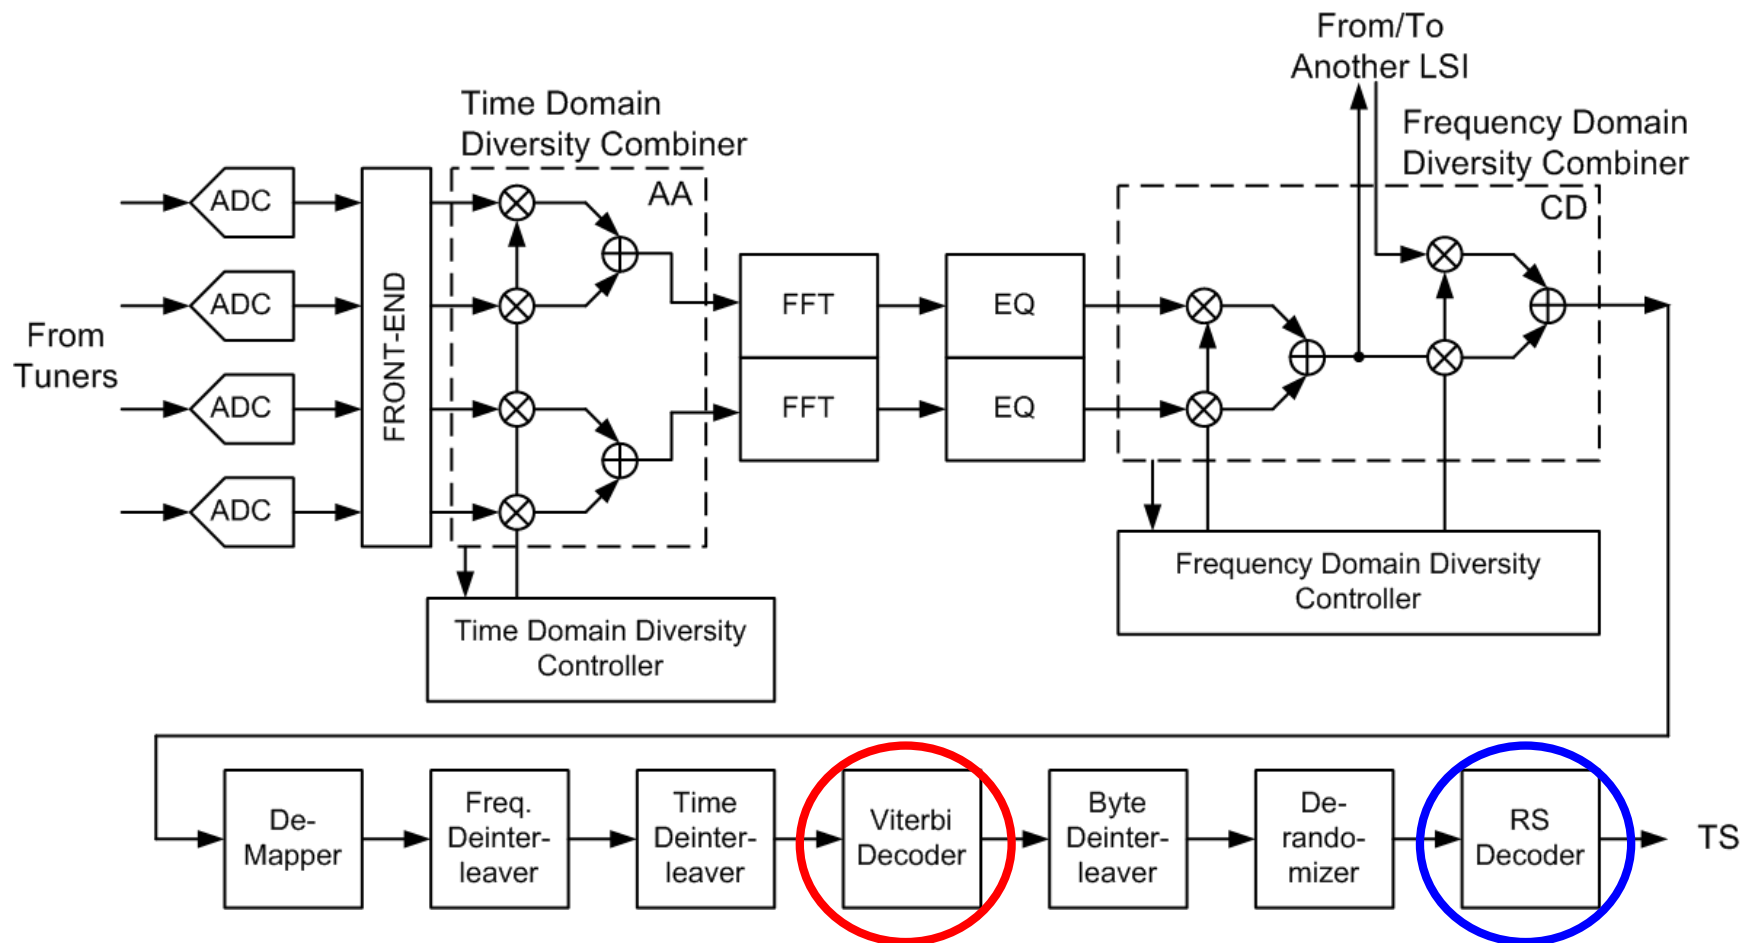 From/To
Another LSI
Time Domain
Diversity Combiner
Frequency Domain
Diversity Combiner
AA
CD
ADC
ADC
ADC
ADC
From
Tuners
FRONT-END
FFT
FFT
EQ
EQ
Time Domain Diversity
Controller
Frequency Domain Diversity
Controller
De-
Mapper
Freq.
Deinter-
leaver
Time
Deinter-
leaver
Viterbi
Decoder
Byte
Deinter-
leaver
De-
rando-
mizer
RS
Decoder
TS